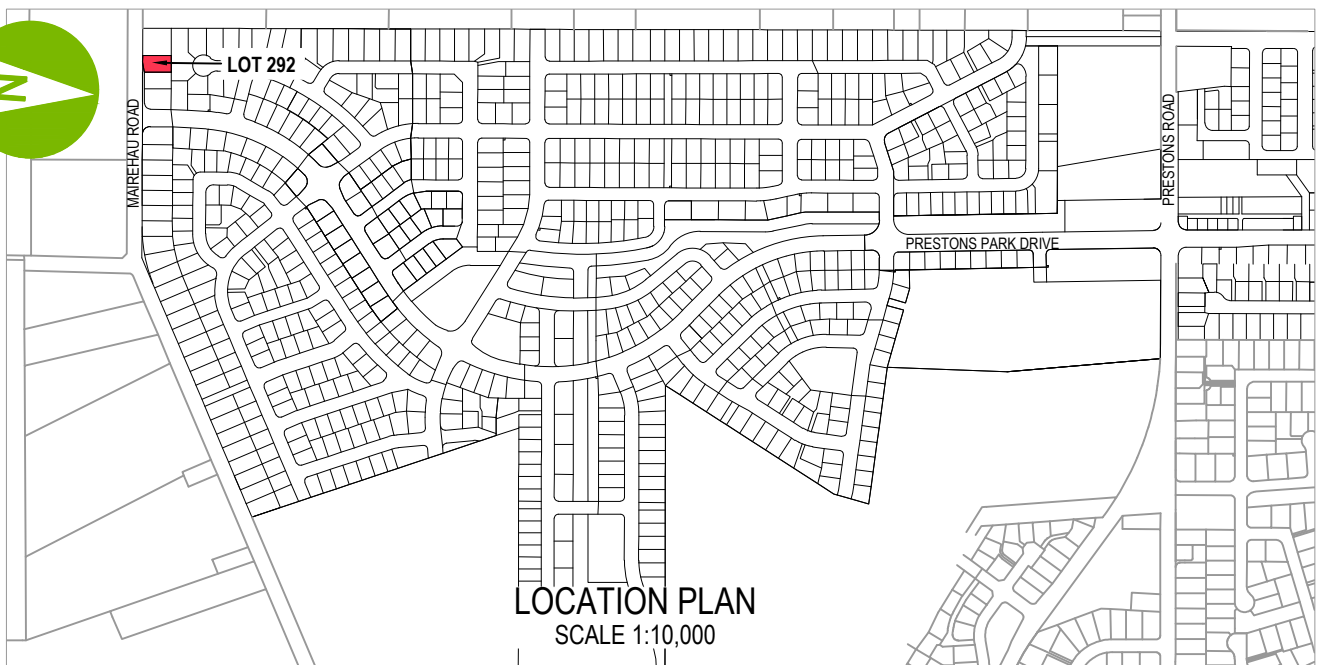 N
LOT 292
MAIREHAU ROAD
PRESTONS ROAD
PRESTONS PARK DRIVE
LOCATION PLAN
SCALE 1:10,000